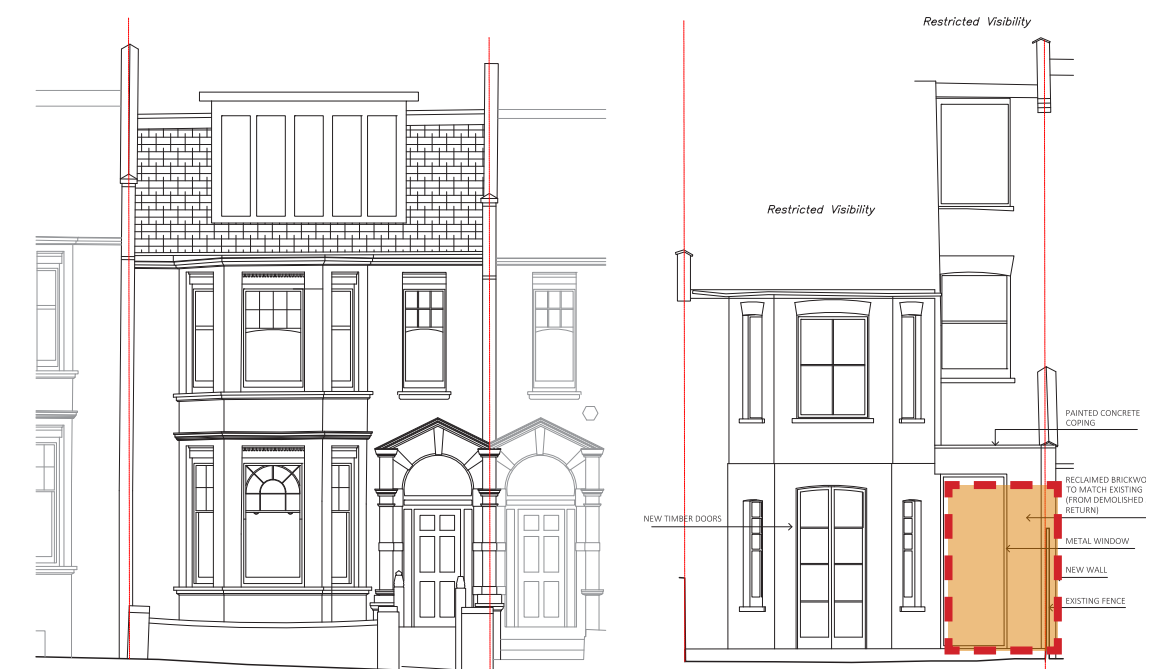 Restricted Visibility
Restricted Visibility
PAINTED CONCRETE
COPING
RECLAIMED BRICKWO
TO MATCH EXISTING
(FROM DEMOLISHED
RETURN)
NEW TIMBER DOORS
METAL WINDOW
NEW WALL
EXISTING FENCE